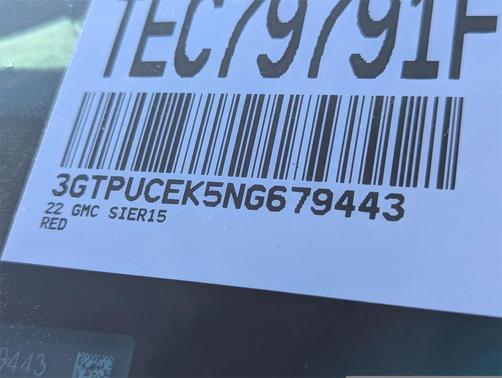 TEC79791F
3GTPUCEK5NG679443
22 GMC SIER15
RED
9443